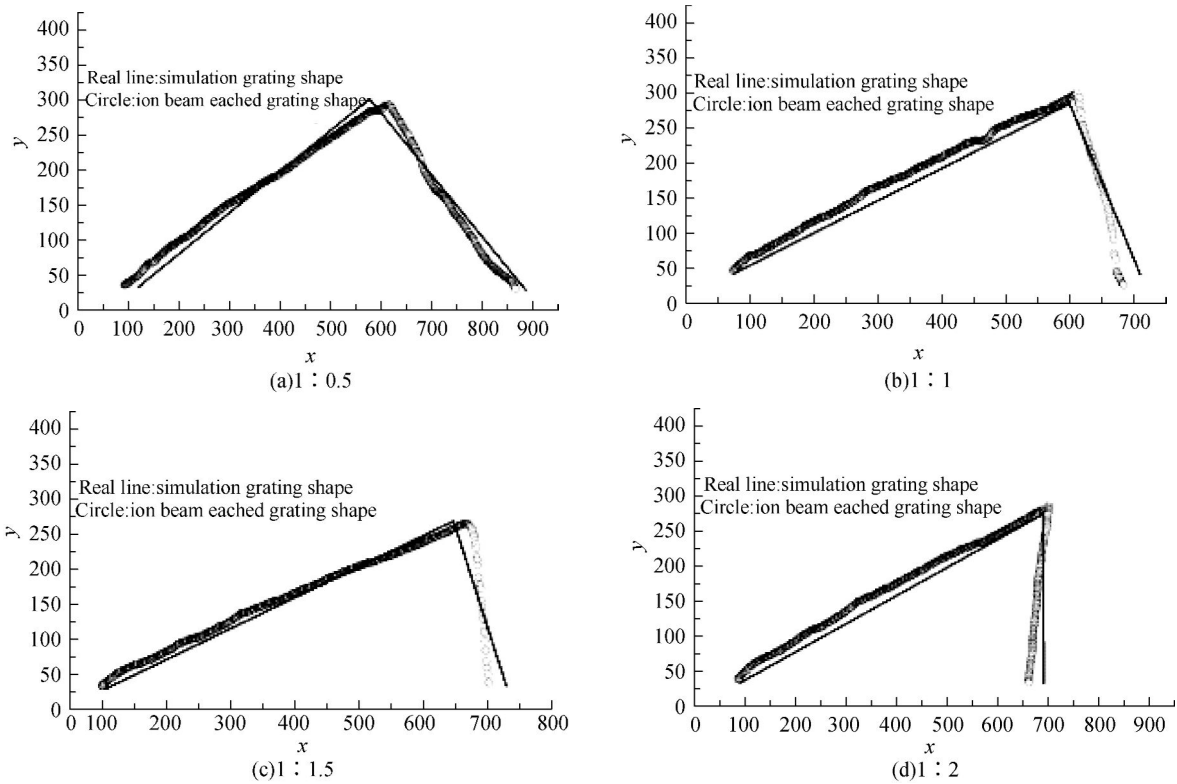 400
350
Real line:simulation grating shape
300
Circle:ion beam eached grating shape
250
y
200
150
100
50
0
0 100 200 300 400 500 600 700 800 900
x
(a)1∶0.5
400
350
Real line:simulation grating shape
300
Circle:ion beam eached grating shape
250
y
200
150
100
50
0
0 100 200 300 400 500 600 700
x
(b)1∶1
400
350
Real line:simulation grating shape
300
Circle:ion beam eached grating shape
250
y
200
150
100
50
0
0 100 200 300 400 500 600 700 800
x
(c)1∶1.5
400
350
Real line:simulation grating shape
300
Circle:ion beam eached grating shape
250
y
200
150
100
50
0
0 100 200 300 400 500 600 700 800 900
x
(d)1∶2